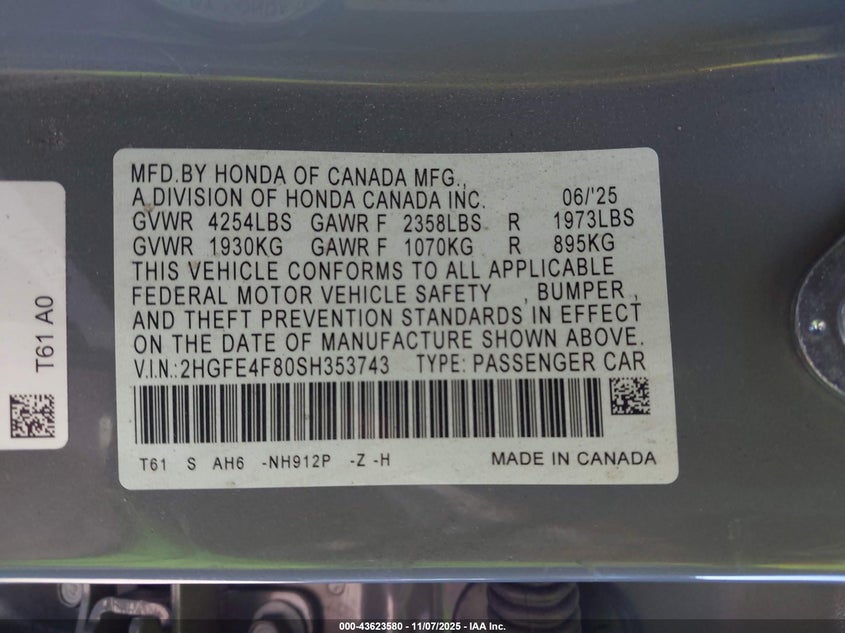 MFD.BY HONDA OF CANADA MFG.,
A DIVISION OF HONDA CANADA INC. 06/'25
GVWR 4254LBS GAWR F 2358LBS R 1973LBS
GVWR 1930KG GAWR F 1070KG R 895KG
THIS VEHICLE CONFORMS TO ALL APPLICABLE
FEDERAL MOTOR VEHICLE SAFETY , BUMPER ,
AND THEFT PREVENTION STANDARDS IN EFFECT
ON THE DATE OF MANUFACTURE SHOWN ABOVE.
V.I.N.:2HGFE4F80SH353743 TYPE: PASSENGER CAR
T61 S AH6 -NH912P -Z -H MADE IN CANADA
T61 A0
000-43623580 - 11/07/2025 - IAA Inc.